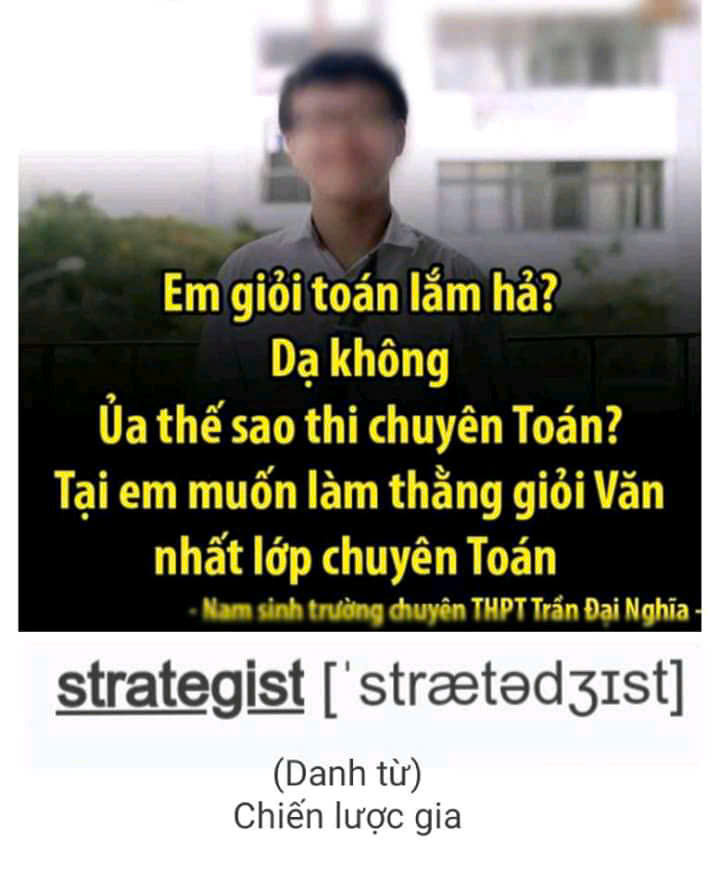 Em giỏi toán lắm hả?
Dạ không
Ủa thế sao thi chuyên Toán?
Tại em muốn làm thằng giỏi Văn
nhất lớp chuyên Toán
- Nam sinh trường chuyên THPT Trần Đại Nghĩa -
strategist [ˈstrætədʒɪst]
(Danh từ)
Chiến lược gia